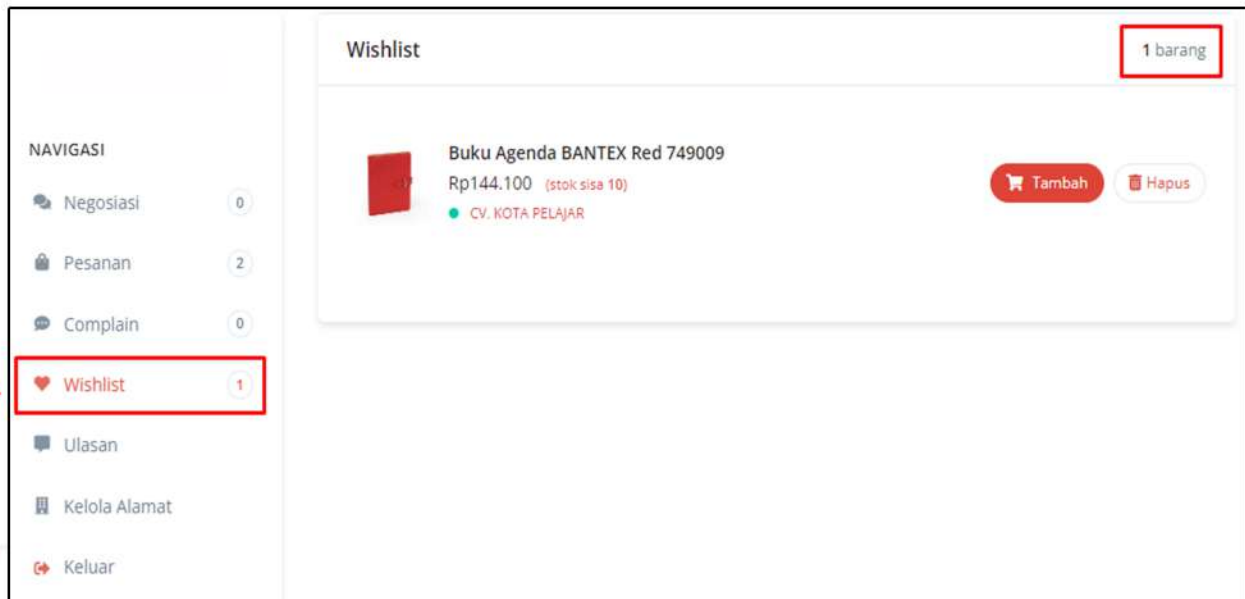 Wishlist
1 barang
NAVIGASI
Negosiasi 0
Pesanan 2
Complain 0
Wishlist 1
Ulasan
Kelola Alamat
Keluar
Buku Agenda BANTEX Red 749009
Rp144.100 (stok sisa 10)
CV. KOTA PELAJAR
Tambah
Hapus